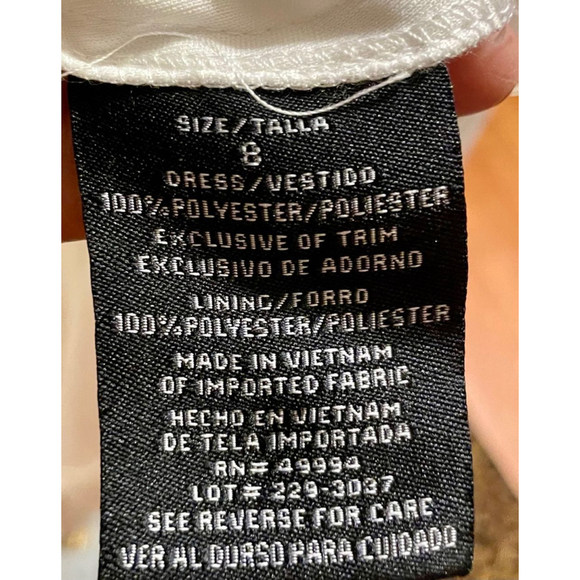 SIZE/TALLA
8
DRESS/VESTIDO
100%POLYESTER/POLIESTER
EXCLUSIVE OF TRIM
EXCLUSIVO DE ADORNO
LINING/FORRO
100%POLYESTER/POLIESTER
MADE IN VIETNAM
OF IMPORTED FABRIC
HECHO EN VIETNAM
DE TELA IMPORTADA
RN# 49994
LOT# 229-3037
SEE REVERSE FOR CARE
VER AL DURSO PARA CUIDADO